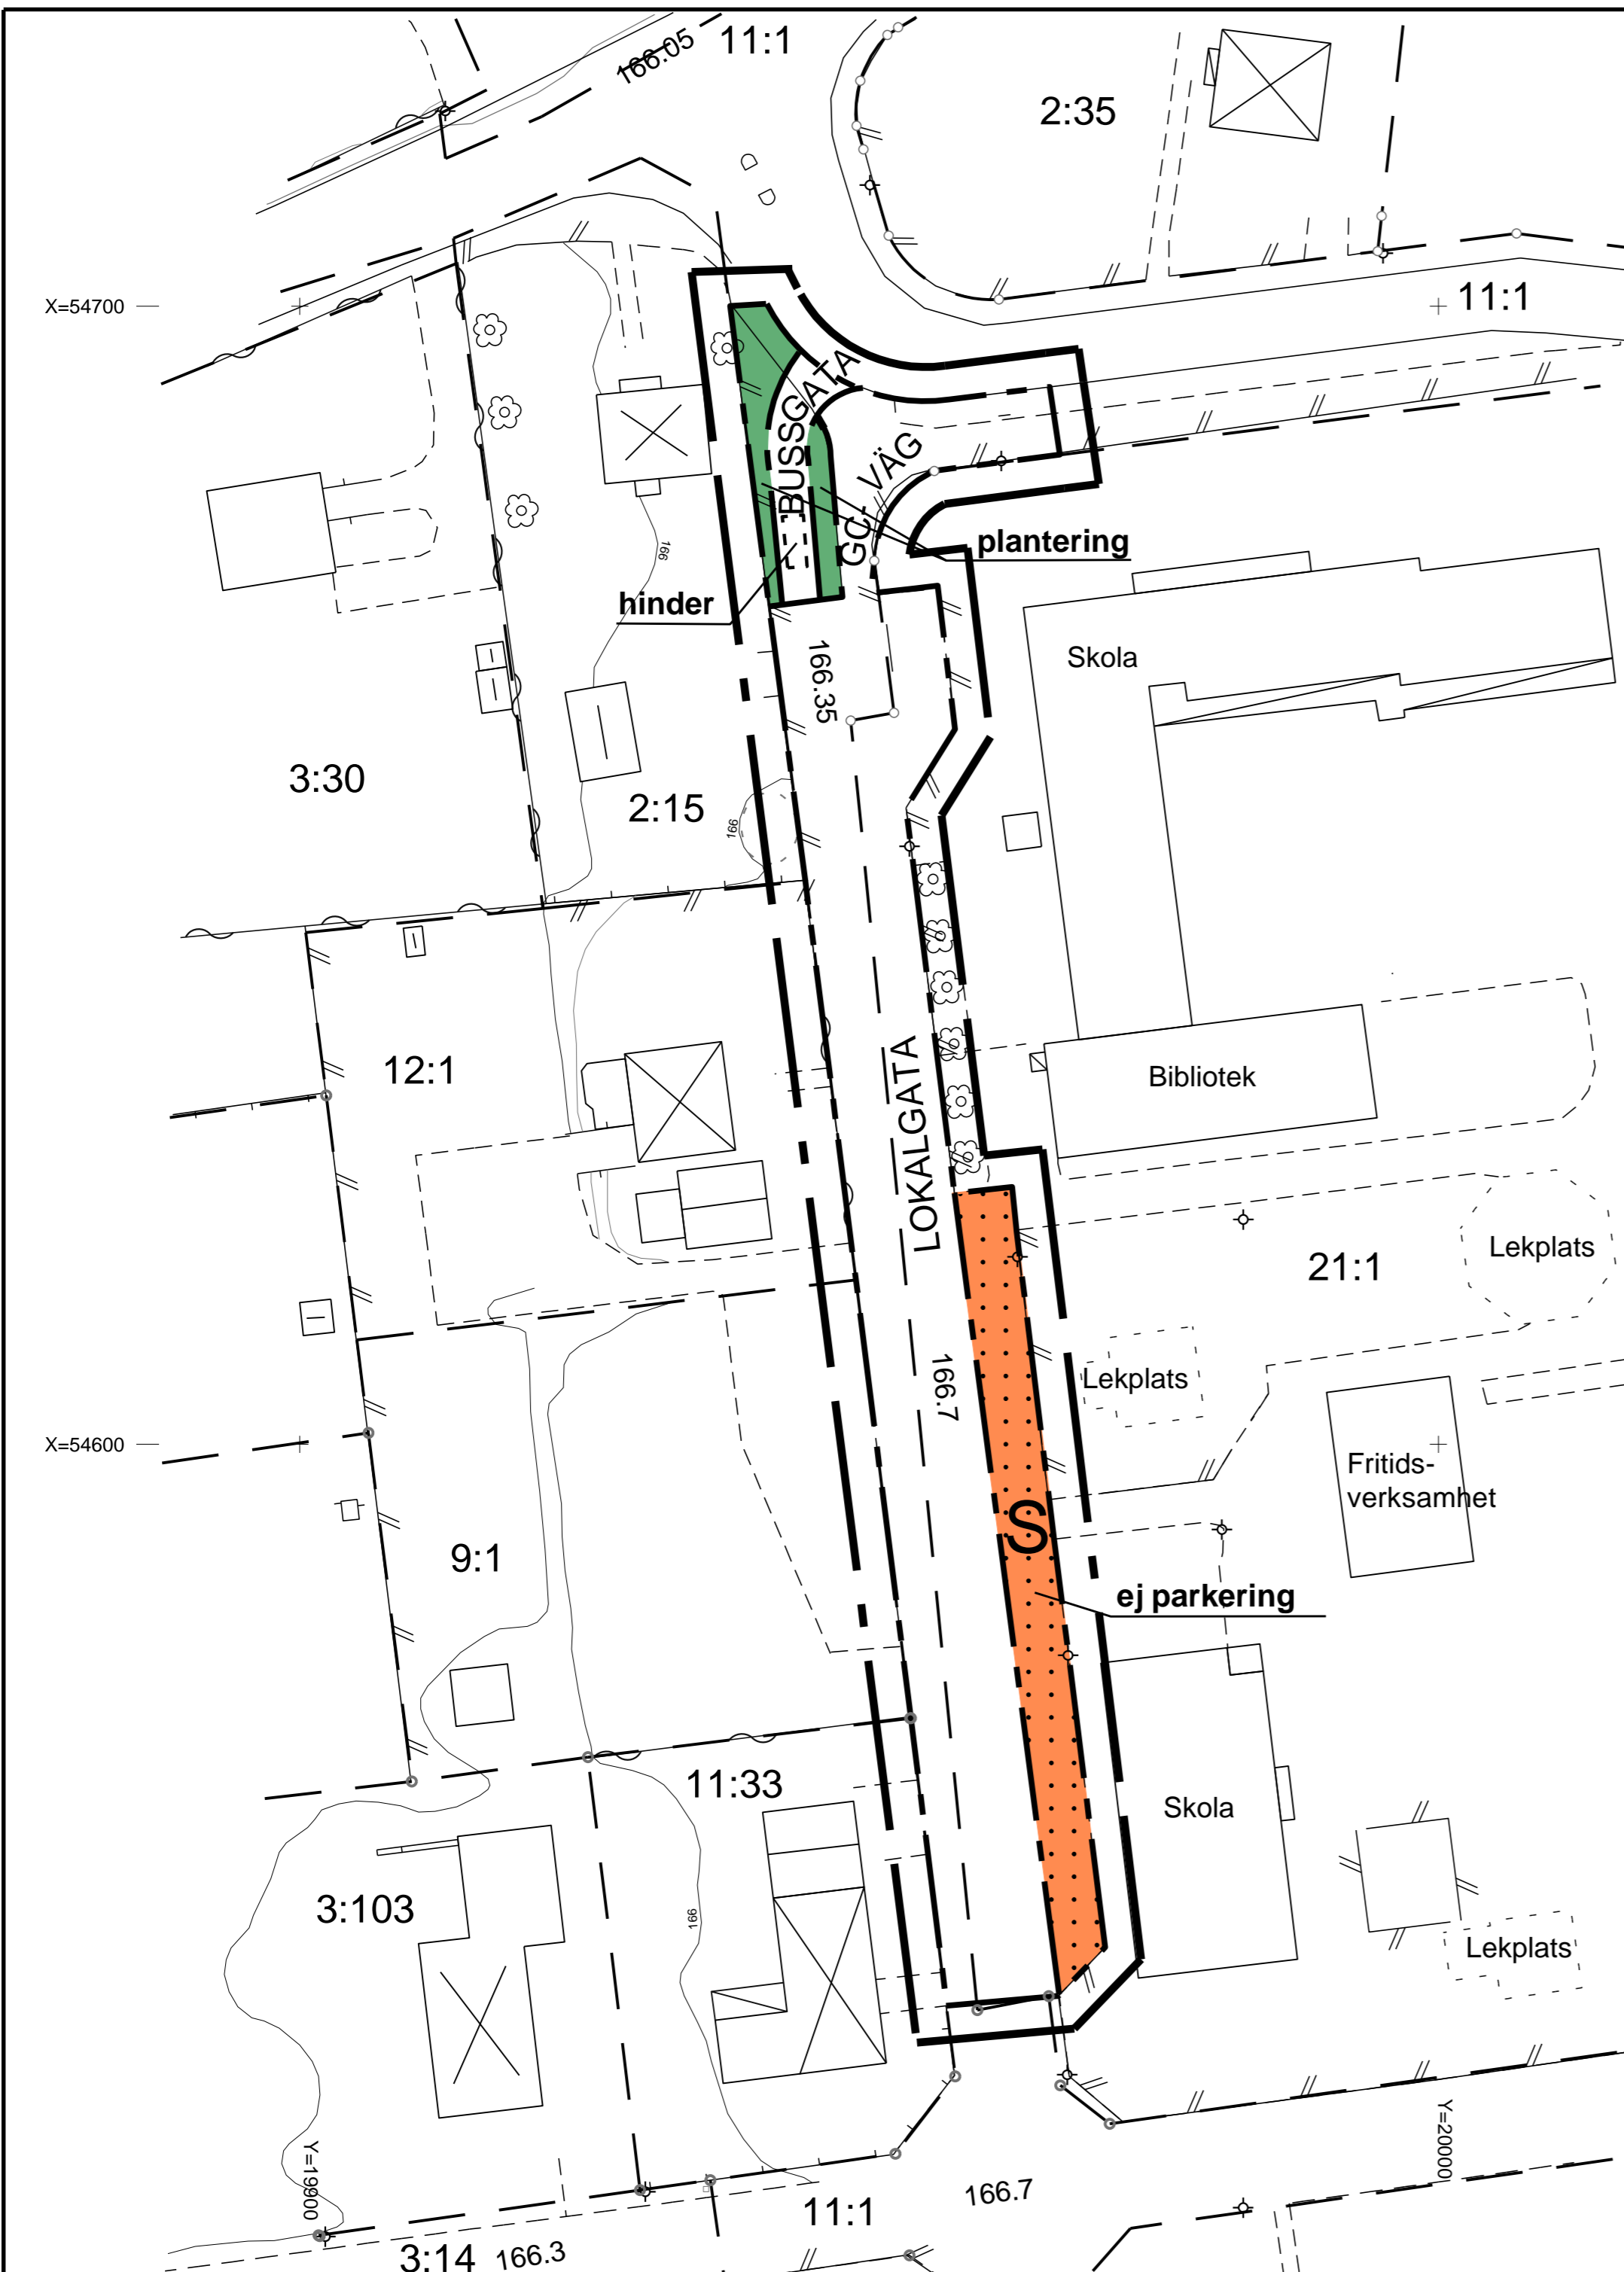 166.05
11:1
2:35
X=54700
11:1
BUSSGATA
GC- VÄG
plantering
166
hinder
Skola
166.35
3:30
2:15
166
12:1
Bibliotek
LOKALGATA
21:1
Lekplats
Lekplats
166.7
X=54600
Fritids-
verksamhet
S
9:1
ej parkering
11:33
Skola
3:103
166
Lekplats
Y=19900
Y=20000
166.7
11:1
3:14
166.3